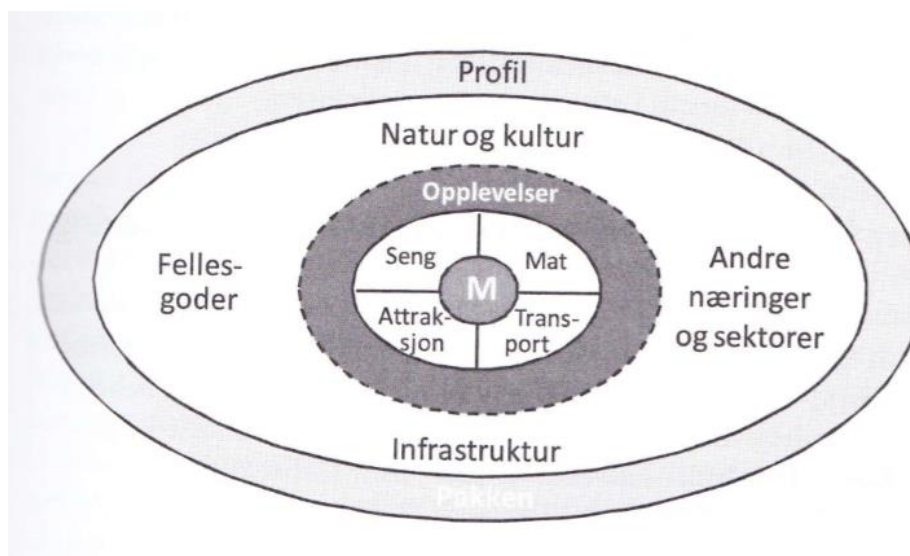 Profil
Natur og kultur
Opplevelser
Seng
Mat
M
Attrak-
sjon
Trans-
port
Felles-
goder
Andre
næringer
og sektorer
Infrastruktur
Pakken